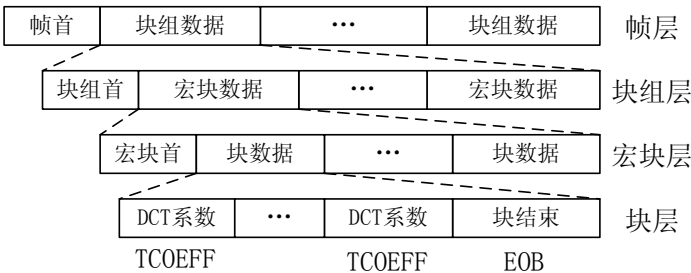 帧首 块组数据 ••• 块组数据 帧层
块组首 宏块数据 ••• 宏块数据 块组层
宏块首 块数据 ••• 块数据 宏块层
DCT系数 ••• DCT系数 块结束 块层
TCOEFF TCOEFF EOB